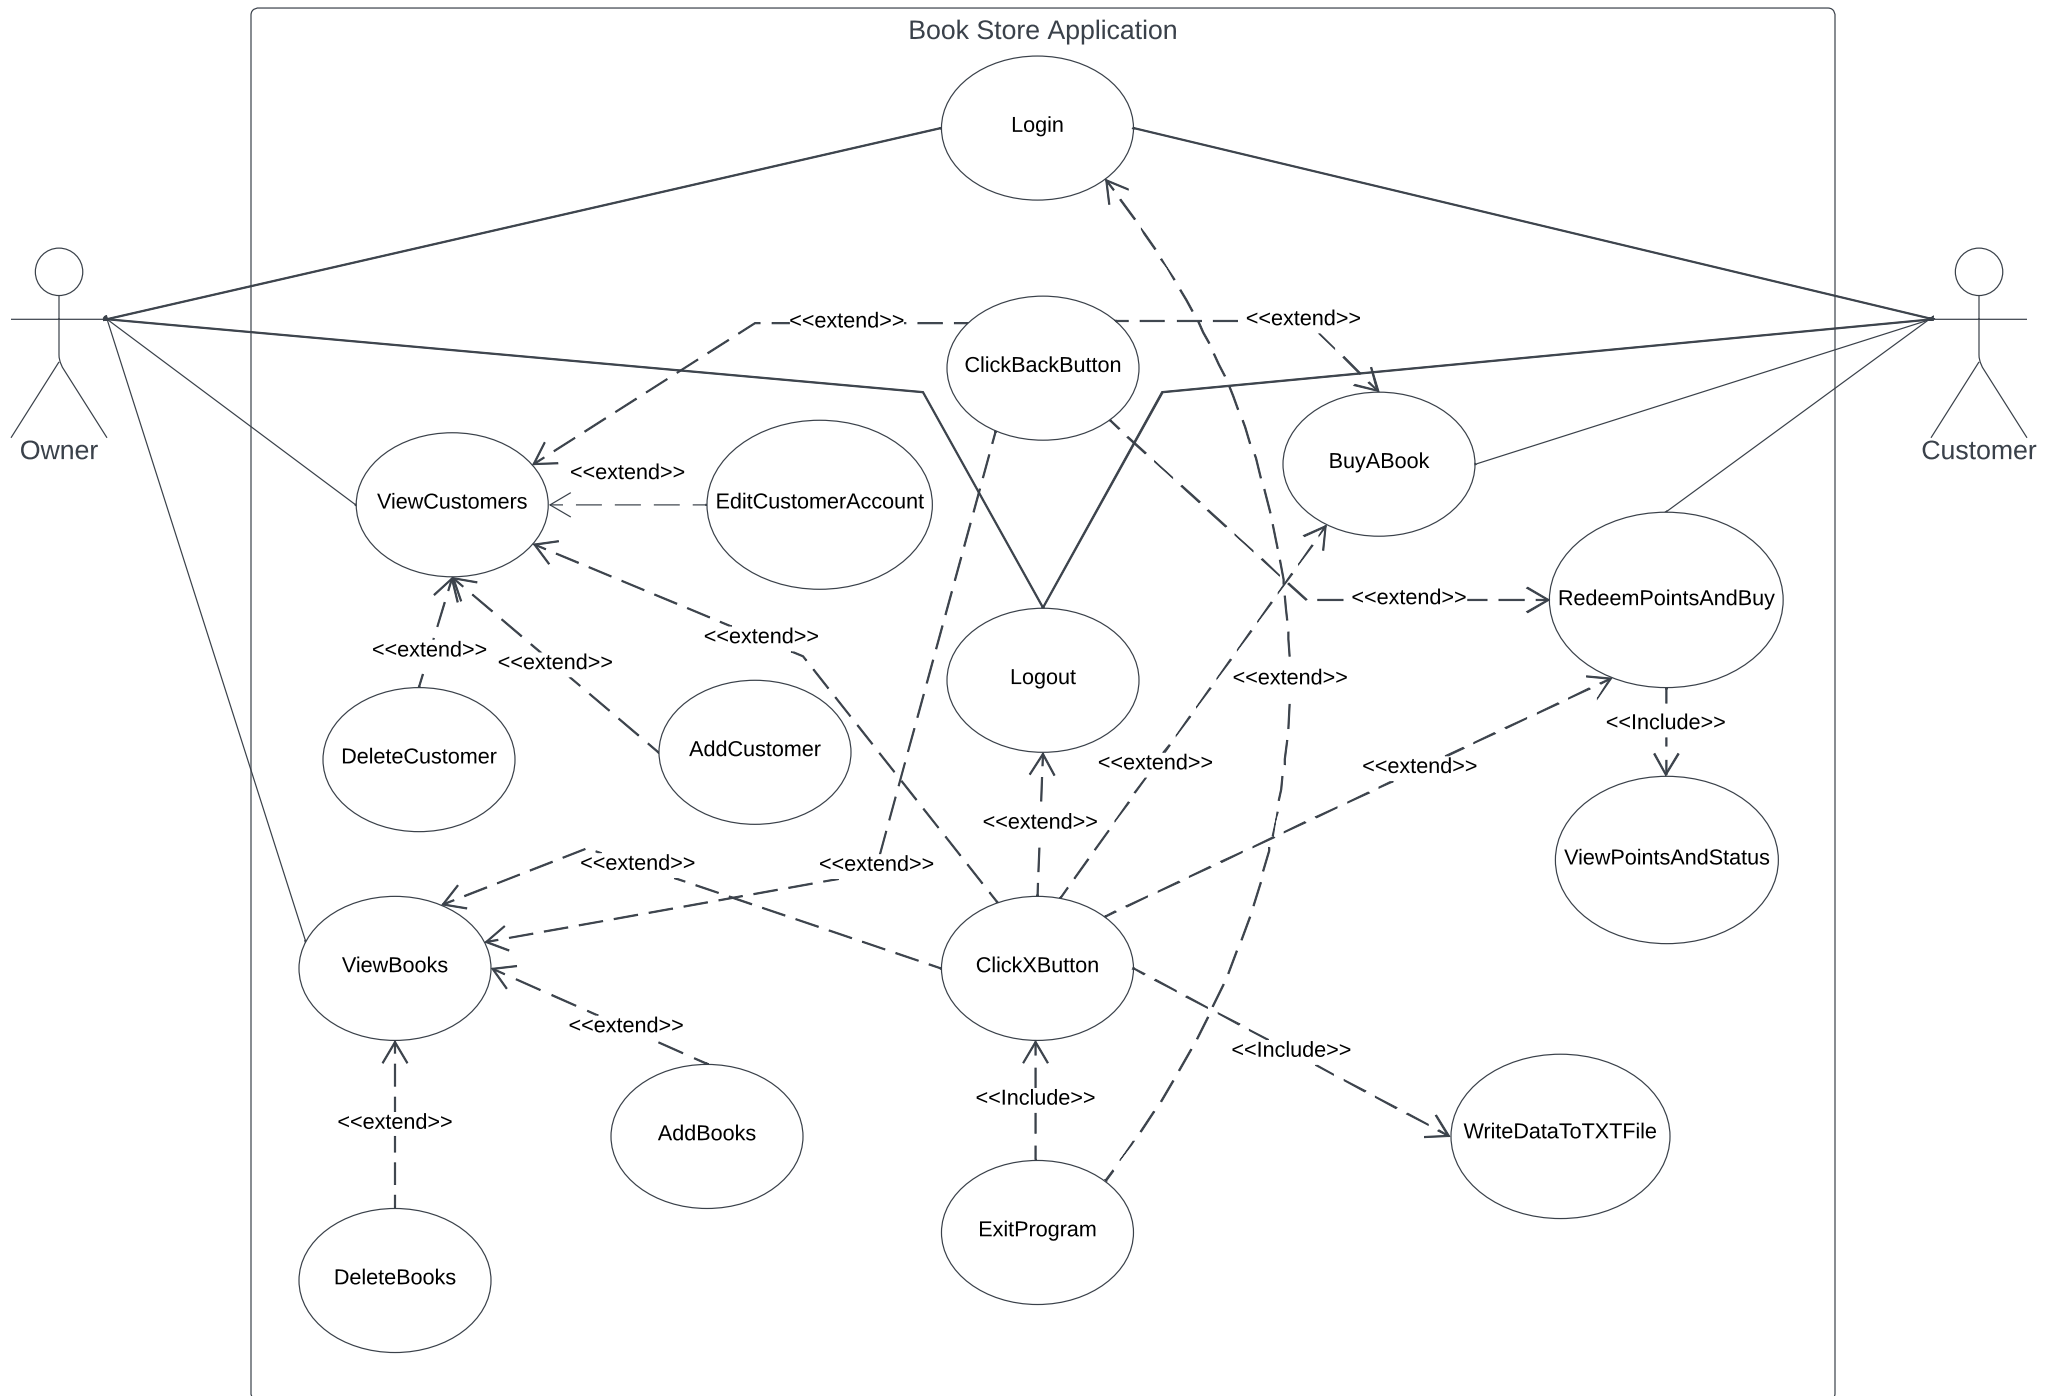 Book Store Application
Login
<<extend>>
<<extend>>
ClickBackButton
Owner
Customer
BuyABook
<<extend>>
ViewCustomers
EditCustomerAccount
<<extend>>
RedeemPointsAndBuy
<<extend>>
<<extend>>
<<extend>>
Logout
<<extend>>
<<Include>>
DeleteCustomer
AddCustomer
<<extend>>
<<extend>>
<<extend>>
ViewPointsAndStatus
<<extend>>
<<extend>>
ViewBooks
ClickXButton
<<extend>>
<<Include>>
<<Include>>
<<extend>>
AddBooks
WriteDataToTXTFile
ExitProgram
DeleteBooks